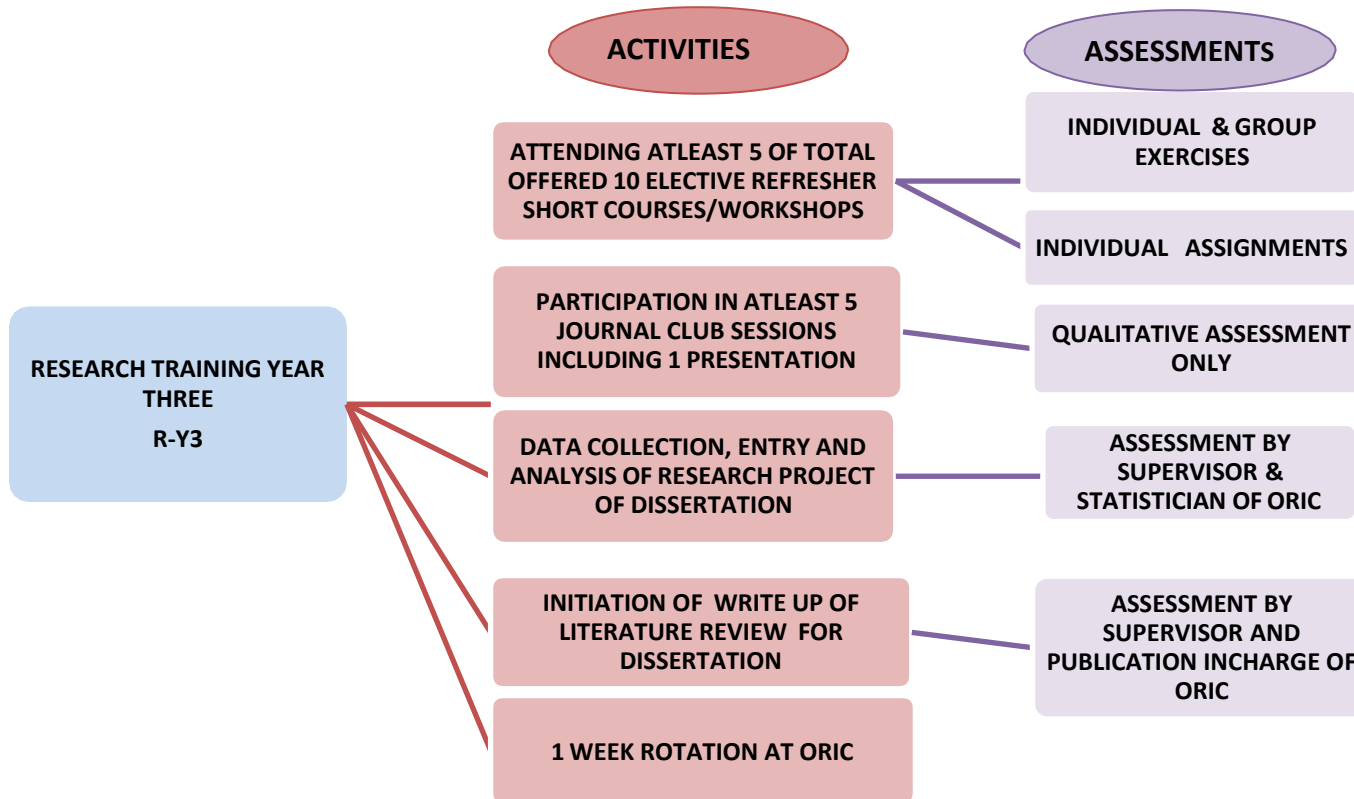 ACTIVITIES
ASSESSMENTs
RESEARCH TRAINING YEAR
THREE
R-Y3
ATTENDING ATLEAST 5 OF TOTAL
OFFERED 10 ELECTIVE REFRESHER
SHORT COURSES/WORKSHOPS
INDIVIDUAL & GROUP
EXERCISES
INDIVIDUAL ASSIGNMENTS
PARTICIPATION IN ATLEAST 5
JOURNAL CLUB SESSIONS
INCLUDING 1 PRESENTATION
QUALITATIVE ASSESSMENT
ONLY
DATA COLLECTION, ENTRY AND
ANALYSIS OF RESEARCH PROJECT
OF DISSERTATION
ASSESSMENT BY
SUPERVISOR &
STATISTICIAN OF ORIC
INITIATION OF WRITE UP OF
LITERATURE REVIEW FOR
DISSERTATION
ASSESSMENT BY
SUPERVISOR AND
PUBLICATION INCHARGE OF
ORIC
1 WEEK ROTATION AT ORIC